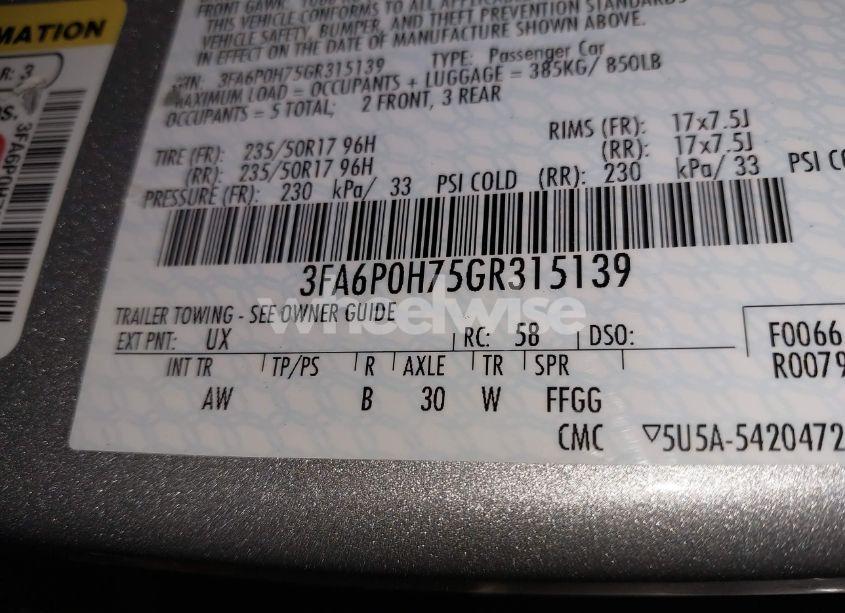 MATION
R: 3
3FA6P0H7
THIS VEHICLE CONFORMS TO ALL
VEHICLE SAFETY, BUMPER, AND THEFT PREVENTION STANDARDS
IN EFFECT ON THE DATE OF MANUFACTURE SHOWN ABOVE.
VIN: 3FA6P0H75GR315139 TYPE: Passenger Car
MAXIMUM LOAD = OCCUPANTS + LUGGAGE = 385KG/ 850LB
OCCUPANTS = 5 TOTAL; 2 FRONT, 3 REAR
TIRE (FR): 235/50R17 96H RIMS (FR): 17x7.5J
(RR): 235/50R17 96H (RR): 17x7.5J
PRESSURE (FR): 230 kPa/ 33 PSI COLD (RR): 230 kPa/ 33 PSI CO
3FA6P0H75GR315139
wheelwise
TRAILER TOWING - SEE OWNER GUIDE
EXT PNT: UX RC: 58 DSO: F0066
INT TR TP/PS R AXLE TR SPR R0079
AW B 30 W FFGG
CMC ▽5U5A-5420472